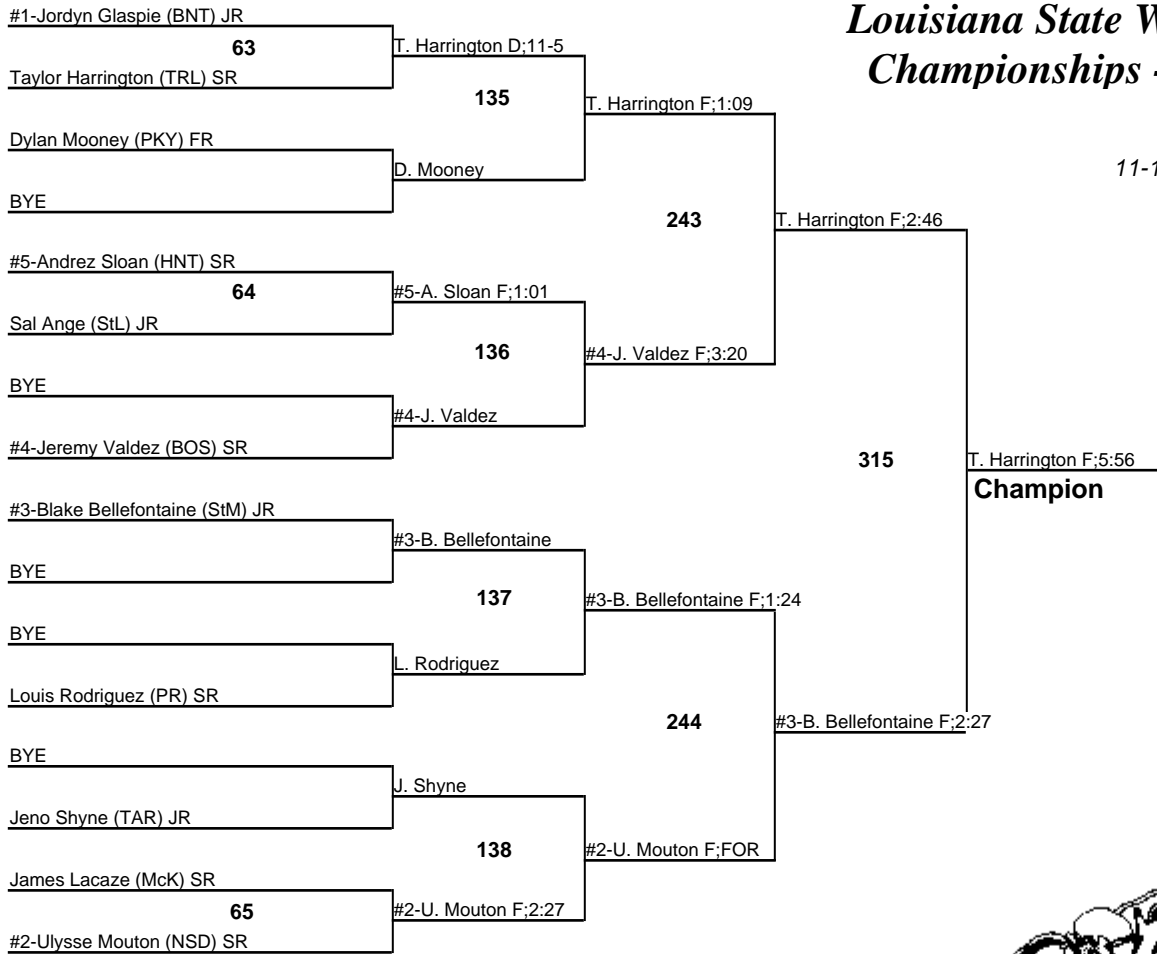 Louisiana State W
Championships -
11-1
#1-Jordyn Glaspie (BNT) JR
63
Taylor Harrington (TRL) SR
T. Harrington D;11-5
135
Dylan Mooney (PKY) FR
BYE
D. Mooney
T. Harrington F;1:09
243
#5-Andrez Sloan (HNT) SR
64
Sal Ange (StL) JR
#5-A. Sloan F;1:01
136
BYE
#4-Jeremy Valdez (BOS) SR
#4-J. Valdez
#4-J. Valdez F;3:20
T. Harrington F;2:46
315
T. Harrington F;5:56
Champion
#3-Blake Bellefontaine (StM) JR
BYE
#3-B. Bellefontaine
137
BYE
Louis Rodriguez (PR) SR
L. Rodriguez
#3-B. Bellefontaine F;1:24
244
#3-B. Bellefontaine F;2:27
BYE
Jeno Shyne (TAR) JR
J. Shyne
138
James Lacaze (McK) SR
65
#2-Ulysse Mouton (NSD) SR
#2-U. Mouton F;2:27
#2-U. Mouton F;FOR